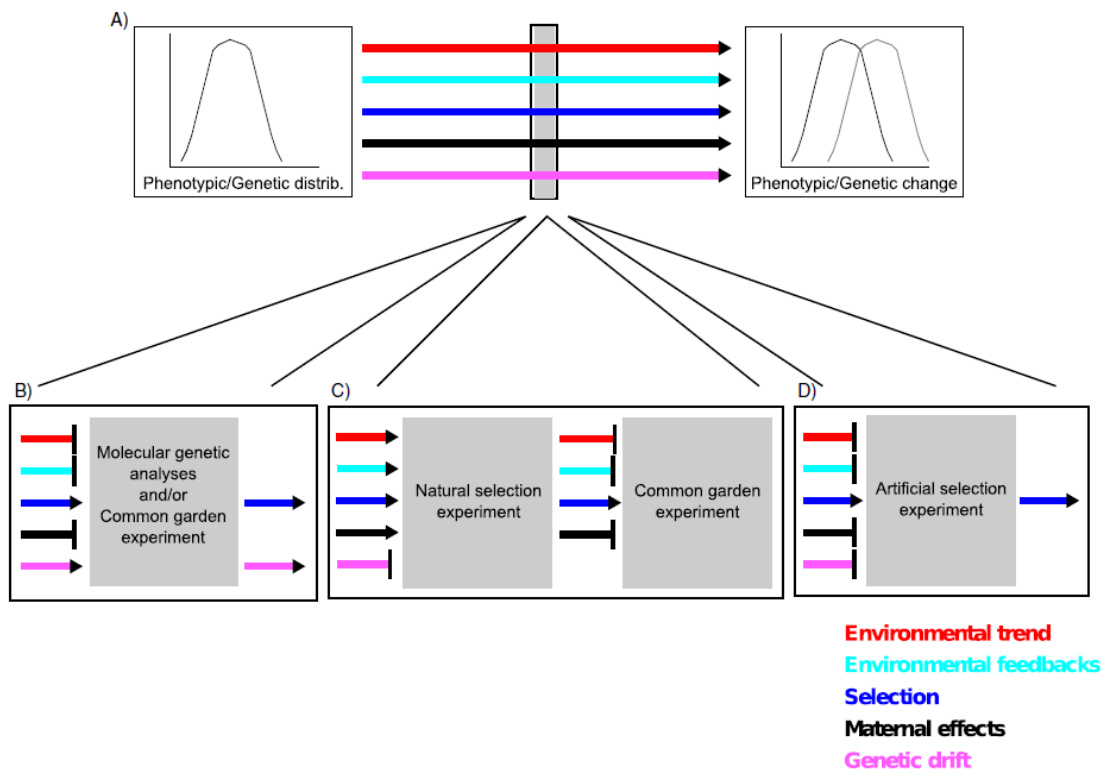 A)
Phenotypic/Genetic distrib.
Phenotypic/Genetic change
B)
Molecular genetic
analyses
and/or
Common garden
experiment
C)
Natural selection
experiment
Common garden
experiment
D)
Artificial selection
experiment
Environmental trend
Environmental feedbacks
Selection
Maternal effects
Genetic drift